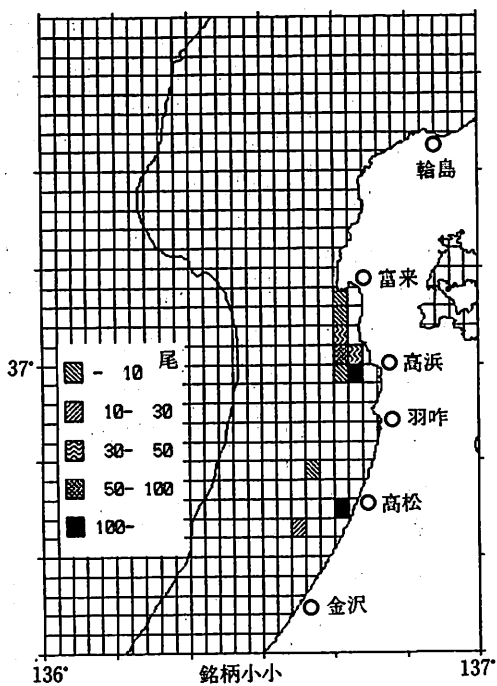 輪島
富来
37°
尾
- 10
10- 30
30- 50
50- 100
100-
高浜
羽咋
高松
金沢
136°
銘柄小小
137°